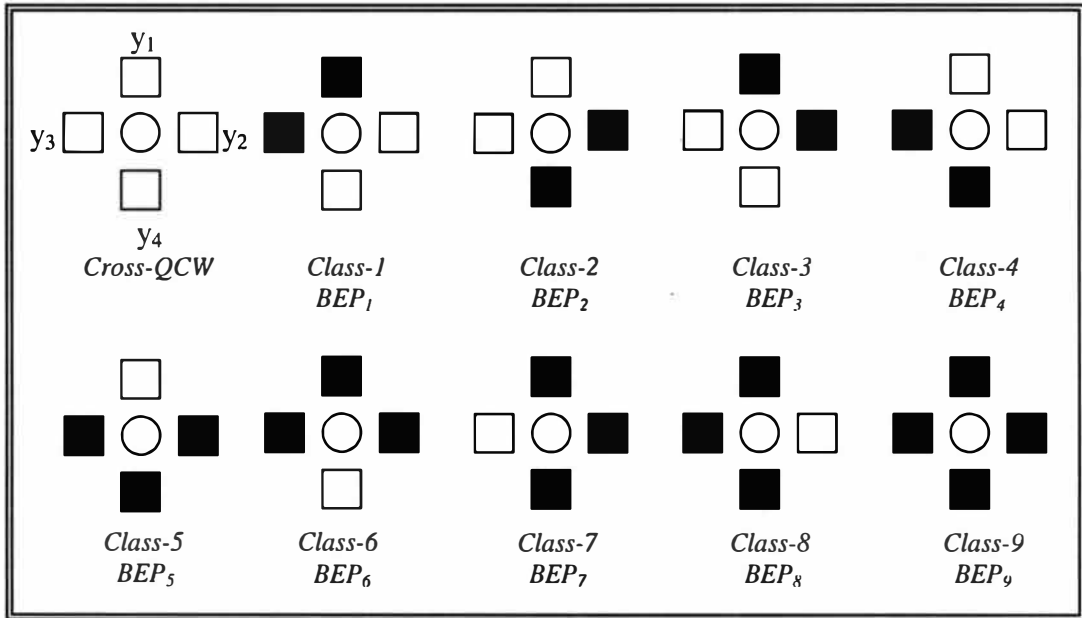 y₁
y₃ y₂
y₄
Cross-QCW Class-1 Class-2 Class-3 Class-4
BEP₁ BEP₂ BEP₃ BEP₄
Class-5 Class-6 Class-7 Class-8 Class-9
BEP₅ BEP₆ BEP₇ BEP₈ BEP₉